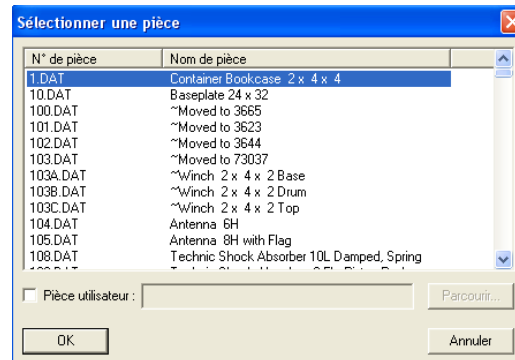 Sélectionner une pièce
N° de pièce Nom de pièce
1.DAT Container Bookcase 2 x 4 x 4
10.DAT Baseplate 24 x 32
100.DAT ~Moved to 3665
101.DAT ~Moved to 3623
102.DAT ~Moved to 3644
103.DAT ~Moved to 73037
103A.DAT ~Winch 2 x 4 x 2 Base
103B.DAT ~Winch 2 x 4 x 2 Drum
103C.DAT ~Winch 2 x 4 x 2 Top
104.DAT Antenna 6H
105.DAT Antenna 8H with Flag
108.DAT Technic Shock Absorber 10L Damped, Spring
Pièce utilisateur : Parcourir...
OK Annuler